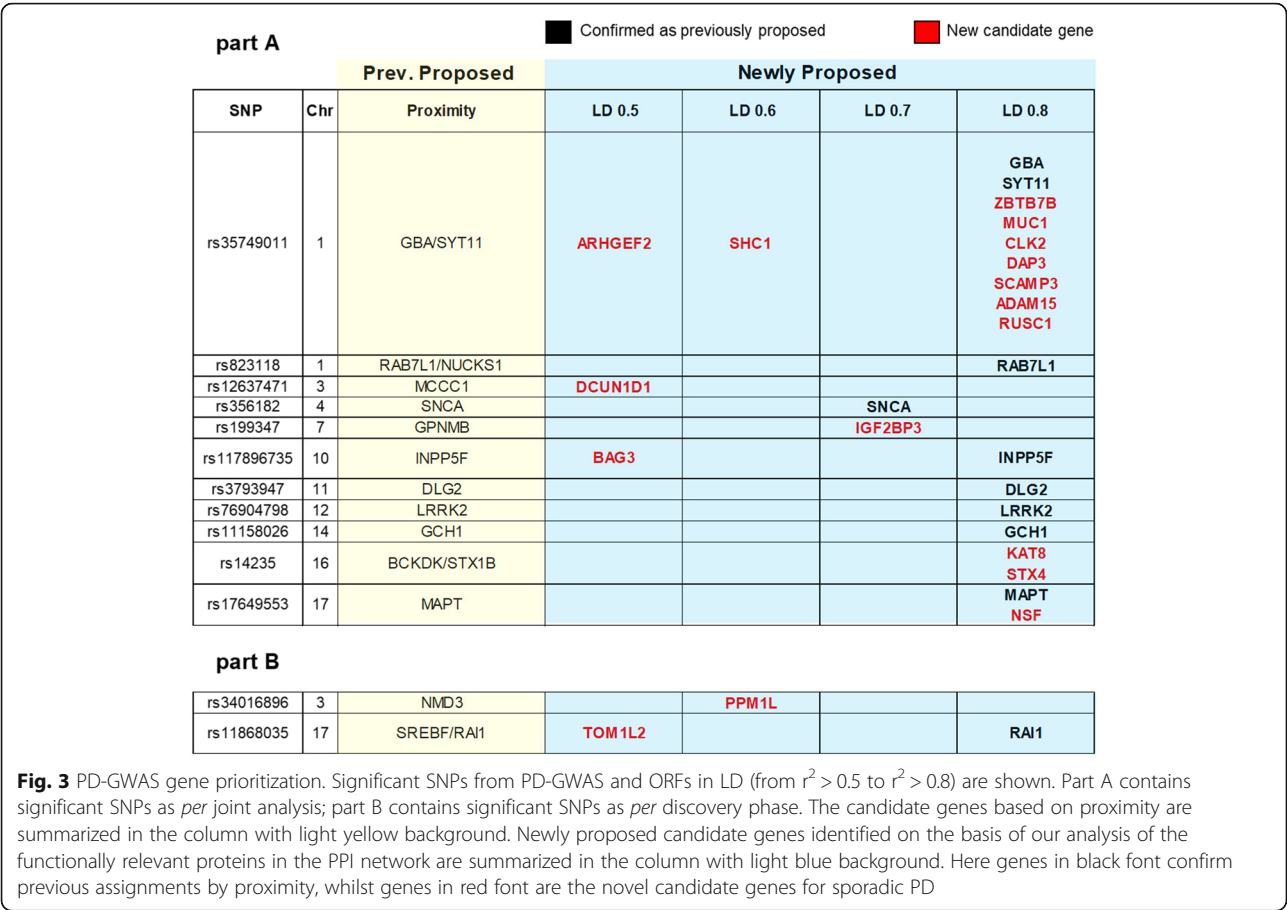 part A
Confirmed as previously proposed
New candidate gene
Prev. Proposed Newly Proposed
SNP Chr Proximity LD 0.5 LD 0.6 LD 0.7 LD 0.8
rs35749011 1 GBA/SYT11 ARHGEF2 SHC1
GBA
SYT11
ZBTB7B
MUC1
CLK2
DAP3
SCAMP3
ADAM15
RUSC1
rs823118 1 RAB7L1/NUCKS1 RAB7L1
rs12637471 3 MCCC1 DCUN1D1
rs356182 4 SNCA SNCA
rs199347 7 GPNMB IGF2BP3
rs117896735 10 INPP5F BAG3 INPP5F
rs3793947 11 DLG2 DLG2
rs76904798 12 LRRK2 LRRK2
rs11158026 14 GCH1 GCH1
rs14235 16 BCKDK/STX1B
KAT8
STX4
rs17649553 17 MAPT
MAPT
NSF
part B
rs34016896 3 NMD3 PPM1L
rs11868035 17 SREBF/RAI1 TOM1L2 RAI1
Fig. 3 PD-GWAS gene prioritization. Significant SNPs from PD-GWAS and ORFs in LD (from r² > 0.5 to r² > 0.8) are shown. Part A contains
significant SNPs as per joint analysis; part B contains significant SNPs as per discovery phase. The candidate genes based on proximity are
summarized in the column with light yellow background. Newly proposed candidate genes identified on the basis of our analysis of the
functionally relevant proteins in the PPI network are summarized in the column with light blue background. Here genes in black font confirm
previous assignments by proximity, whilst genes in red font are the novel candidate genes for sporadic PD